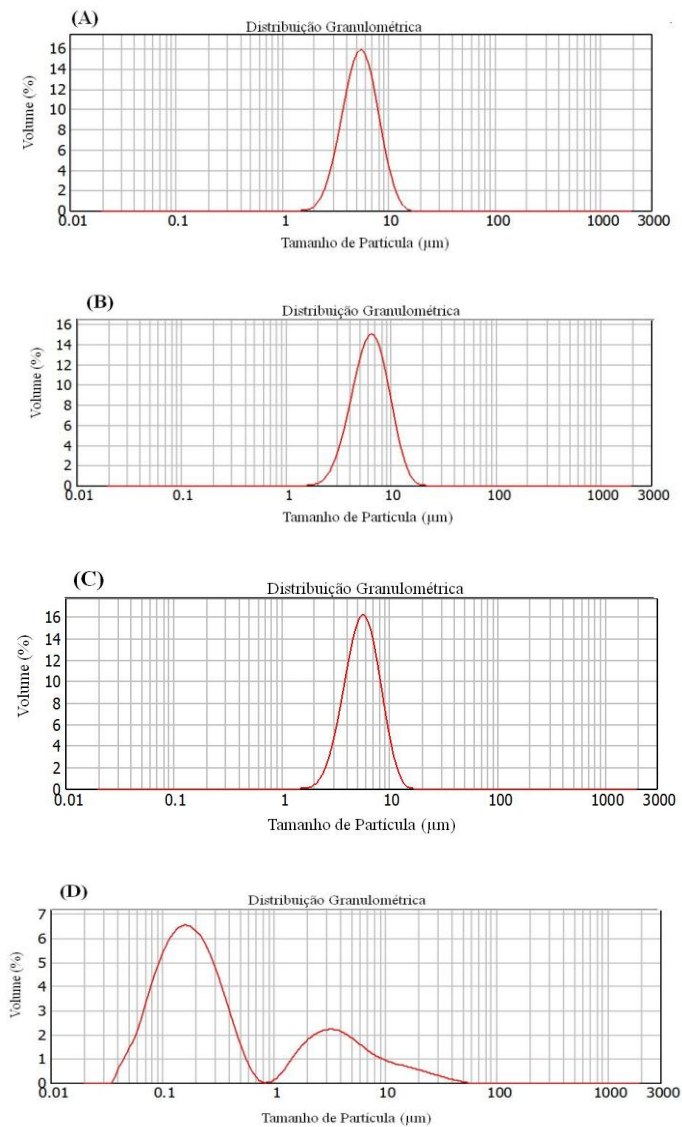 (A)
Distribuição Granulométrica
Volume (%)
16
14
12
10
8
6
4
2
0
0.01 0.1 1 10 100 1000 3000
Tamanho de Partícula (µm)
(B)
Distribuição Granulométrica
Volume (%)
16
14
12
10
8
6
4
2
0
0.01 0.1 1 10 100 1000 3000
Tamanho de Partícula (µm)
(C)
Distribuição Granulométrica
Volume (%)
16
14
12
10
8
6
4
2
0
0.01 0.1 1 10 100 1000 3000
Tamanho de Partícula (µm)
(D)
Distribuição Granulométrica
Volume (%)
7
6
5
4
3
2
1
0
0.01 0.1 1 10 100 1000 3000
Tamanho de Partícula (µm)